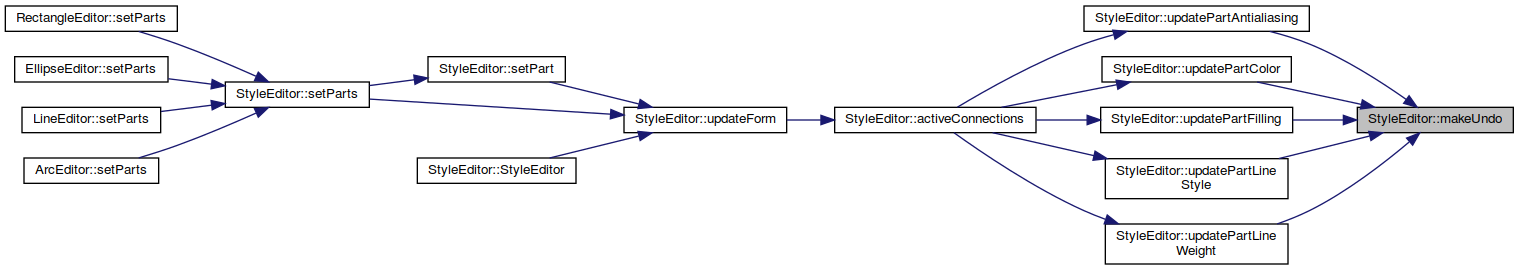 RectangleEditor::setParts
EllipseEditor::setParts
LineEditor::setParts
ArcEditor::setParts
StyleEditor::setParts
StyleEditor::setPart
StyleEditor::StyleEditor
StyleEditor::updateForm
StyleEditor::activeConnections
StyleEditor::updatePartAntialiasing
StyleEditor::updatePartColor
StyleEditor::updatePartFilling
StyleEditor::updatePartLine
Style
StyleEditor::updatePartLine
Weight
StyleEditor::makeUndo